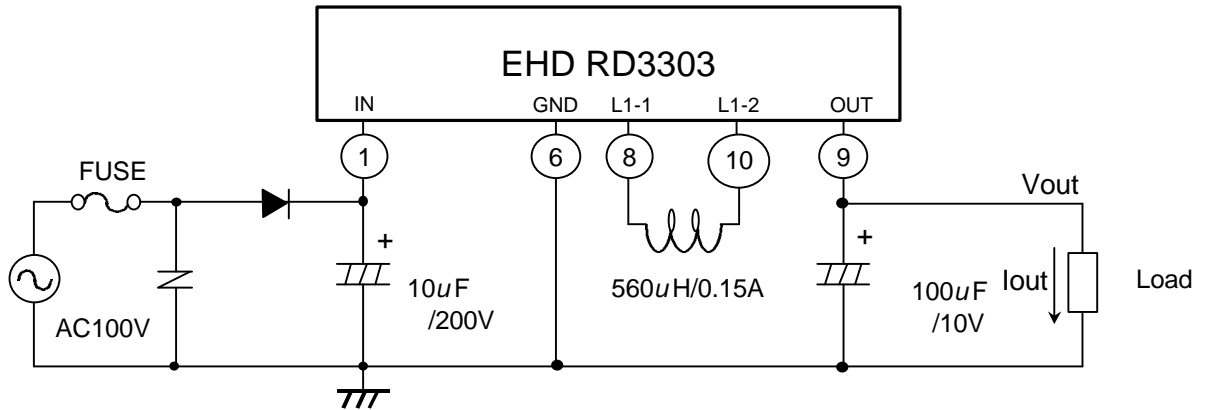 EHD RD3303
IN GND L1-1 L1-2 OUT
1 6 8 10 9
FUSE
Vout
+ +
560uH/0.15A
10uF
/200V
100uF
/10V
Iout
Load
AC100V